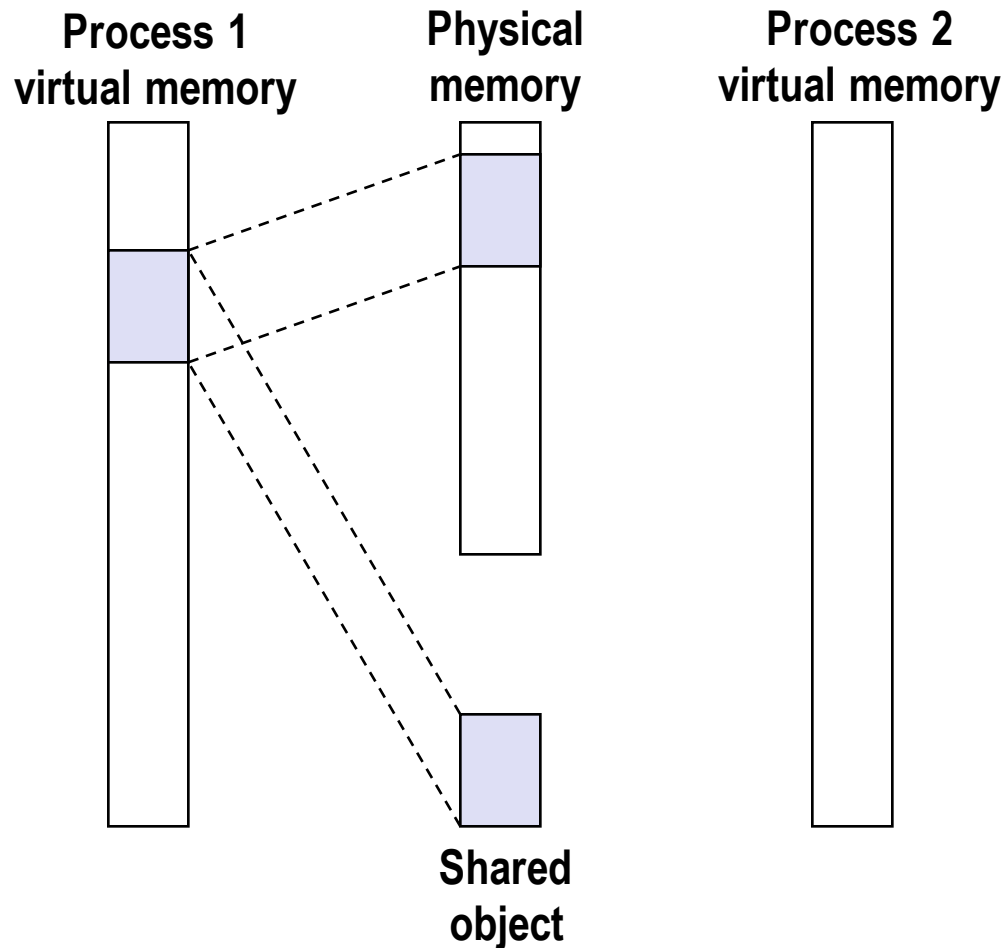 Process 1
virtual memory
Physical
memory
Process 2
virtual memory
Shared
object